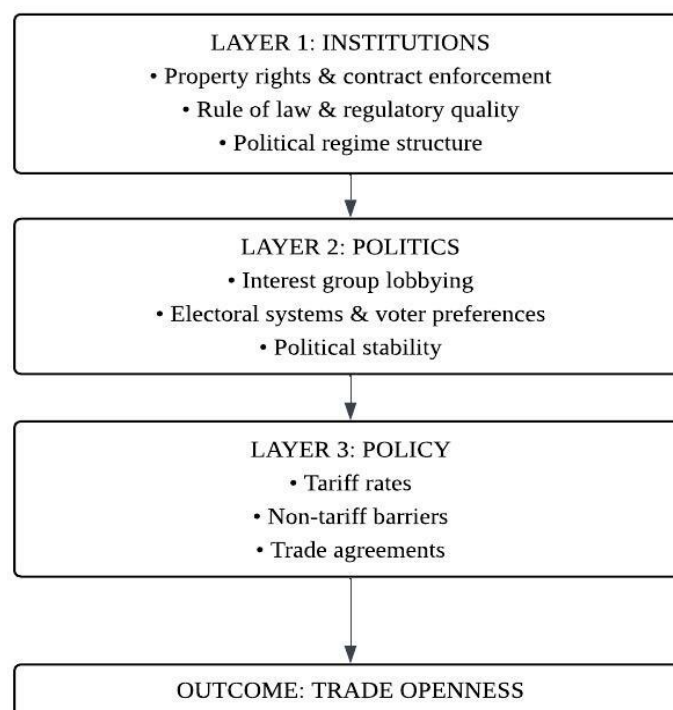 LAYER 1: INSTITUTIONS
• Property rights & contract enforcement
• Rule of law & regulatory quality
• Political regime structure
LAYER 2: POLITICS
• Interest group lobbying
• Electoral systems & voter preferences
• Political stability
LAYER 3: POLICY
• Tariff rates
• Non-tariff barriers
• Trade agreements
OUTCOME: TRADE OPENNESS